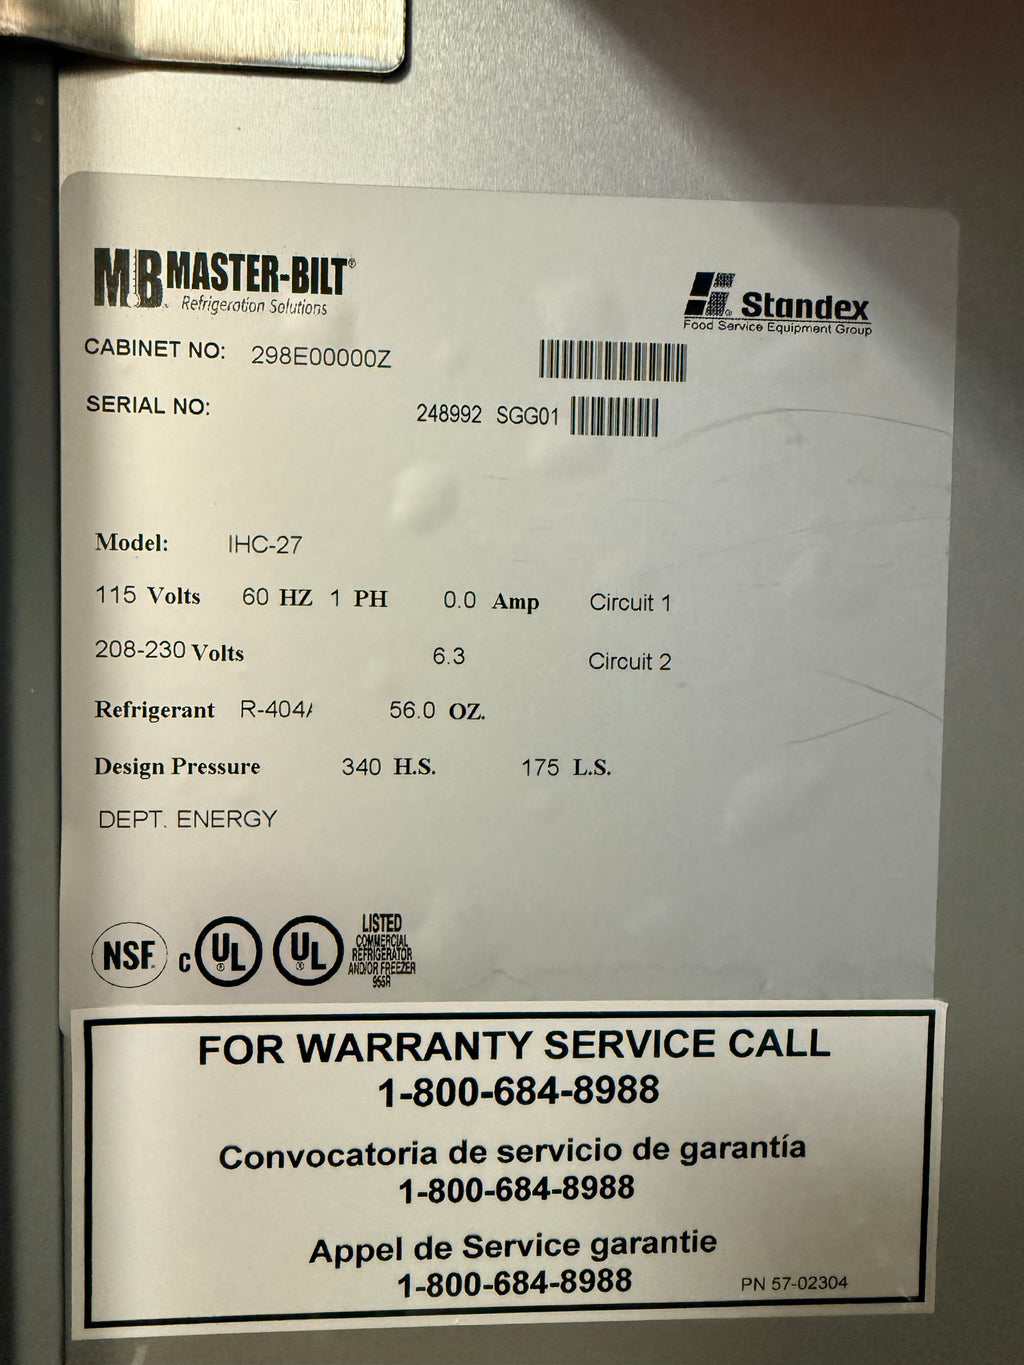 MB MASTER-BILT®
Refrigeration Solutions
Standex
Food Service Equipment Group
CABINET NO: 298E00000Z
SERIAL NO: 248992 SGG01
Model: IHC-27
115 Volts 60 HZ 1 PH 0.0 Amp Circuit 1
208-230 Volts 6.3 Circuit 2
Refrigerant R-404A 56.0 OZ.
Design Pressure 340 H.S. 175 L.S.
DEPT. ENERGY
NSF.
C UL ® UL ®
LISTED
COMMERCIAL
REFRIGERATOR
AND/OR FREEZER
955R
FOR WARRANTY SERVICE CALL
1-800-684-8988
Convocatoria de servicio de garantía
1-800-684-8988
Appel de Service garantie
1-800-684-8988
PN 57-02304